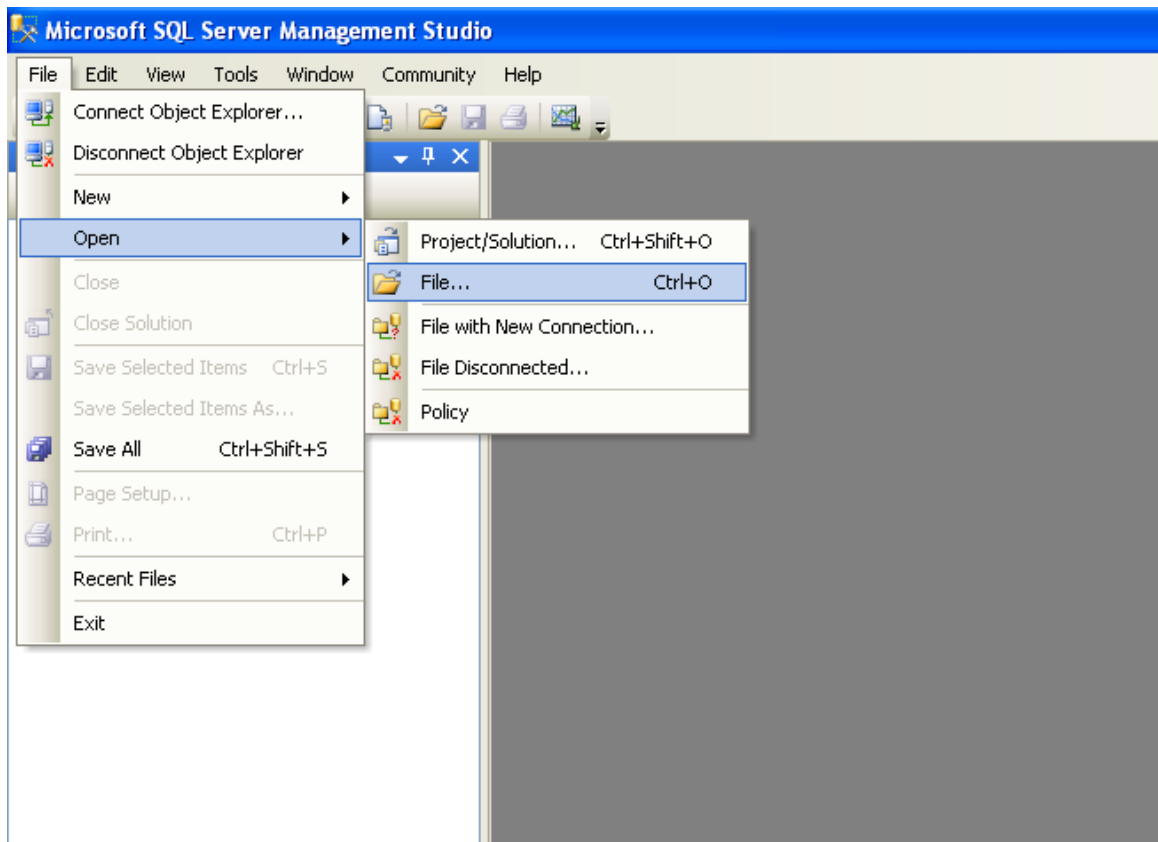 Microsoft SQL Server Management Studio
File Edit View Tools Window Community Help
Connect Object Explorer...
Disconnect Object Explorer
New
Open
Close
Close Solution
Save Selected Items Ctrl+S
Save Selected Items As...
Save All Ctrl+Shift+S
Page Setup...
Print... Ctrl+P
Recent Files
Exit
Project/Solution... Ctrl+Shift+O
File... Ctrl+O
File with New Connection...
File Disconnected...
Policy